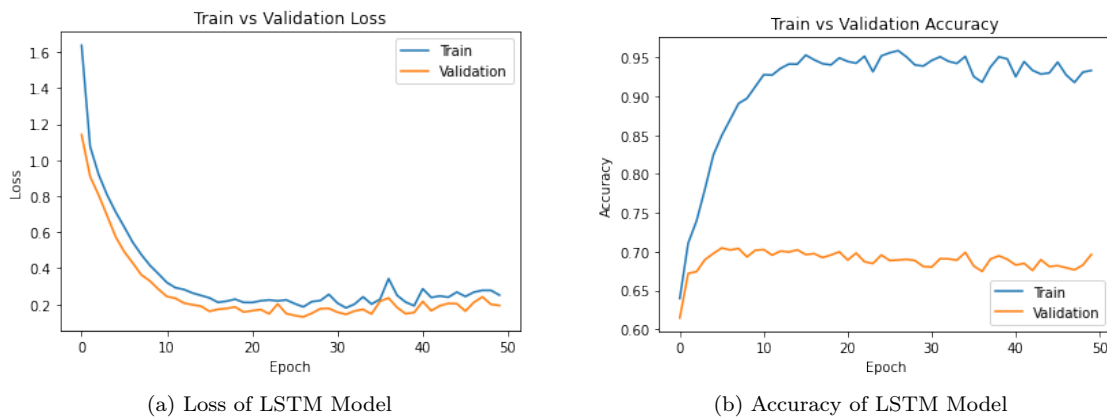 Train vs Validation Loss
1.6
1.4
1.2
1.0
0.8
0.6
0.4
0.2
Loss
Train
Validation
0 10 20 30 40 50
Epoch
(a) Loss of LSTM Model
Train vs Validation Accuracy
0.95
0.90
0.85
0.80
0.75
0.70
0.65
0.60
Accuracy
Train
Validation
0 10 20 30 40 50
Epoch
(b) Accuracy of LSTM Model